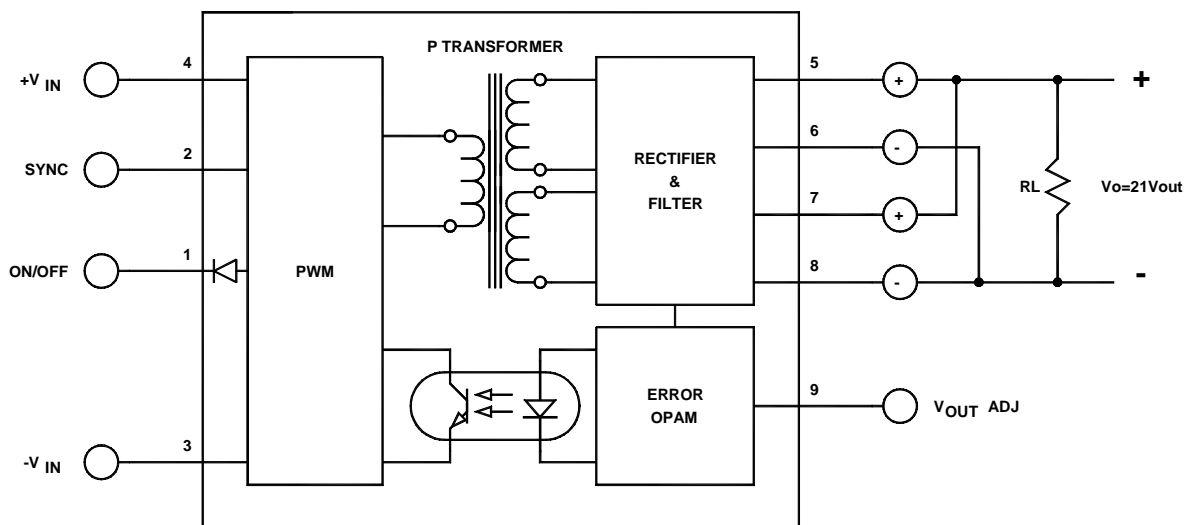 P TRANSFORMER
+V IN
4
SYNC
2
ON/OFF
1
-V IN
3
PWM
RECTIFIER
&
FILTER
ERROR
OPAM
5
+
6
-
7
+
8
-
9
VOUT ADJ
RL
+
Vo=21Vout
-